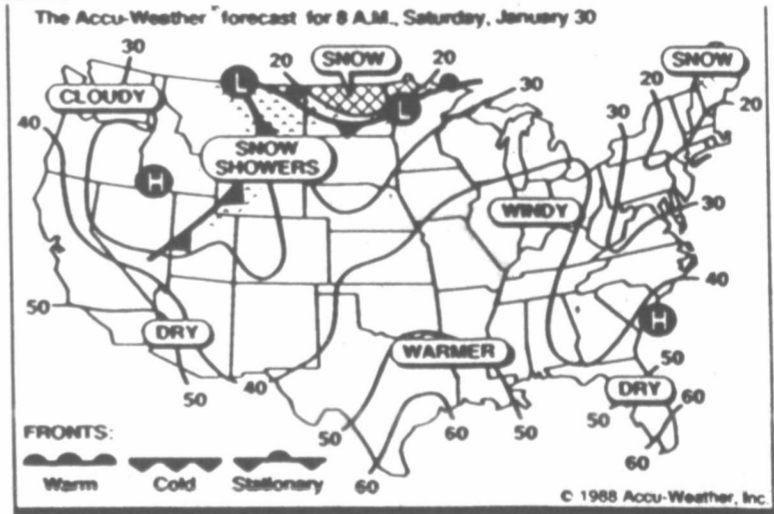 The Accu-Weather forecast for 8 A.M., Saturday, January 30
30
20
SNOW
20
SNOW
CLOUDY
L
L
30
20
20
40
30
SNOW
SHOWERS
H
WINDY
30
50
40
H
DRY
WARMER
50
40
50
DRY
60
50
60
50
50
60
60
FRONTS:
Warm
Cold
Stationary
© 1988 Accu-Weather, Inc.